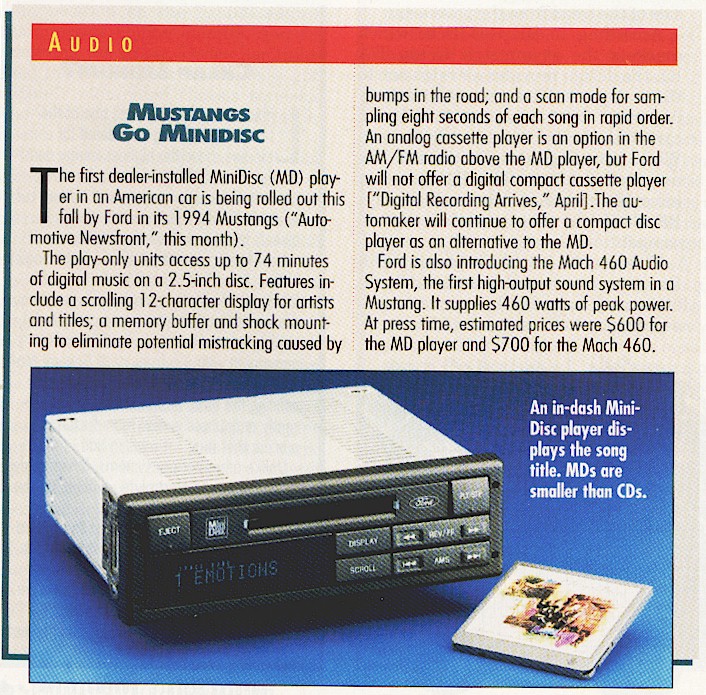 AUDIO
MUSTANGS
GO MINIDISC
The first dealer-installed MiniDisc (MD) play-
er in an American car is being rolled out this
fall by Ford in its 1994 Mustangs (“Auto-
motive Newsfront,” this month).
The play-only units access up to 74 minutes
of digital music on a 2.5-inch disc. Features in-
clude a scrolling 12-character display for artists
and titles; a memory buffer and shock mount-
ing to eliminate potential mistracking caused by
bumps in the road; and a scan mode for sam-
pling eight seconds of each song in rapid order.
An analog cassette player is an option in the
AM/FM radio above the MD player, but Ford
will not offer a digital compact cassette player
[“Digital Recording Arrives,” April].The au-
tomaker will continue to offer a compact disc
player as an alternative to the MD.
Ford is also introducing the Mach 460 Audio
System, the first high-output sound system in a
Mustang. It supplies 460 watts of peak power.
At press time, estimated prices were $600 for
the MD player and $700 for the Mach 460.
An in-dash Mini-
Disc player dis-
plays the song
title. MDs are
smaller than CDs.
EJECT
Mini
Disc
Ford
DISPLAY
REV/FF
SCROLL
AMS
1 EMOTIONS